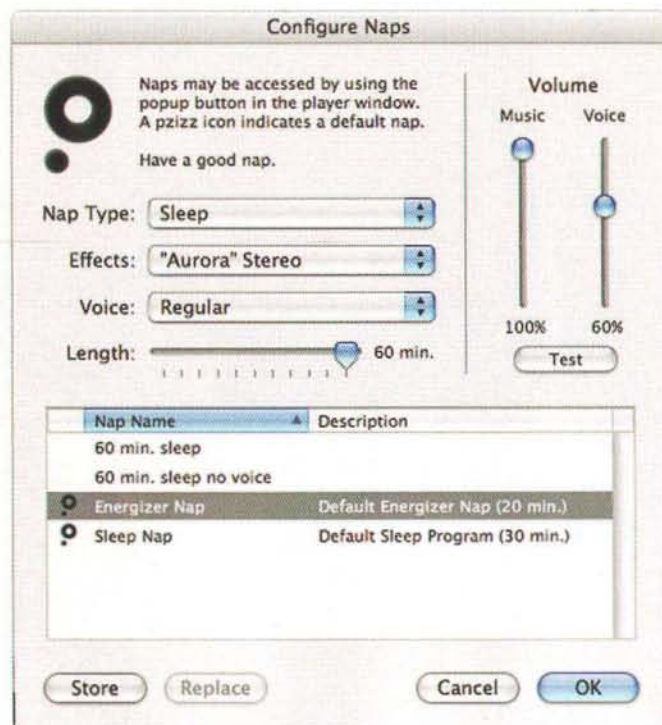 Configure Naps
Naps may be accessed by using the
popup button in the player window.
A pzizz icon indicates a default nap.
Have a good nap.
Nap Type: Sleep
Effects: "Aurora" Stereo
Voice: Regular
Length: 60 min.
Volume
Music Voice
100% 60%
Test
Nap Name Description
60 min. sleep
60 min. sleep no voice
Energizer Nap Default Energizer Nap (20 min.)
Sleep Nap Default Sleep Program (30 min.)
Store Replace Cancel OK